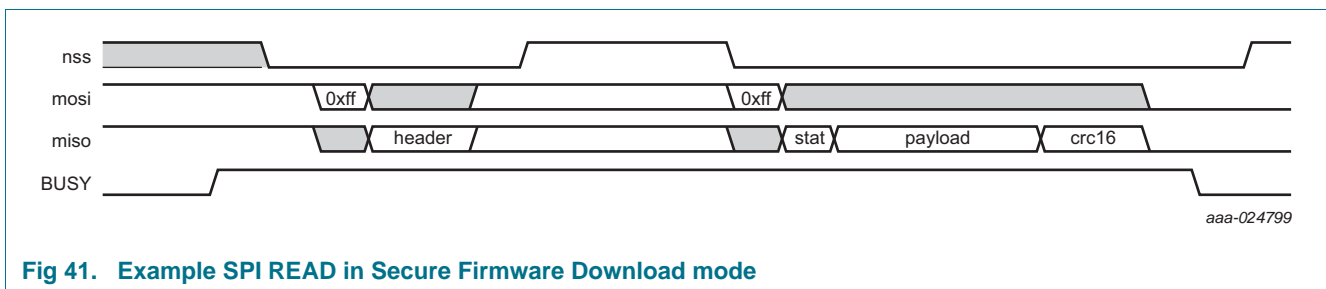 nss
mosi 0xff 0xff
miso header stat payload crc16
BUSY
aaa-024799
Fig 41. Example SPI READ in Secure Firmware Download mode